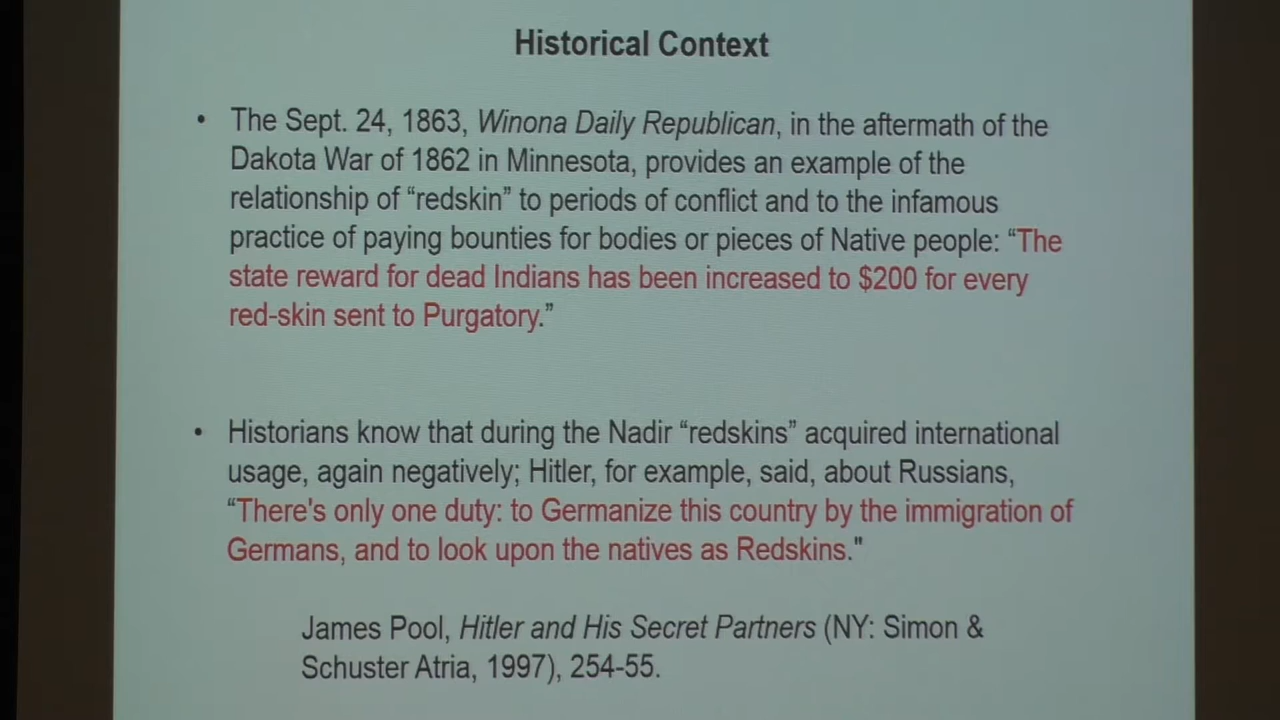 Historical Context
• The Sept. 24, 1863, Winona Daily Republican, in the aftermath of the
Dakota War of 1862 in Minnesota, provides an example of the
relationship of “redskin” to periods of conflict and to the infamous
practice of paying bounties for bodies or pieces of Native people: “The
state reward for dead Indians has been increased to $200 for every
red-skin sent to Purgatory.”
• Historians know that during the Nadir “redskins” acquired international
usage, again negatively; Hitler, for example, said, about Russians,
“There's only one duty: to Germanize this country by the immigration of
Germans, and to look upon the natives as Redskins."
James Pool, Hitler and His Secret Partners (NY: Simon &
Schuster Atria, 1997), 254-55.